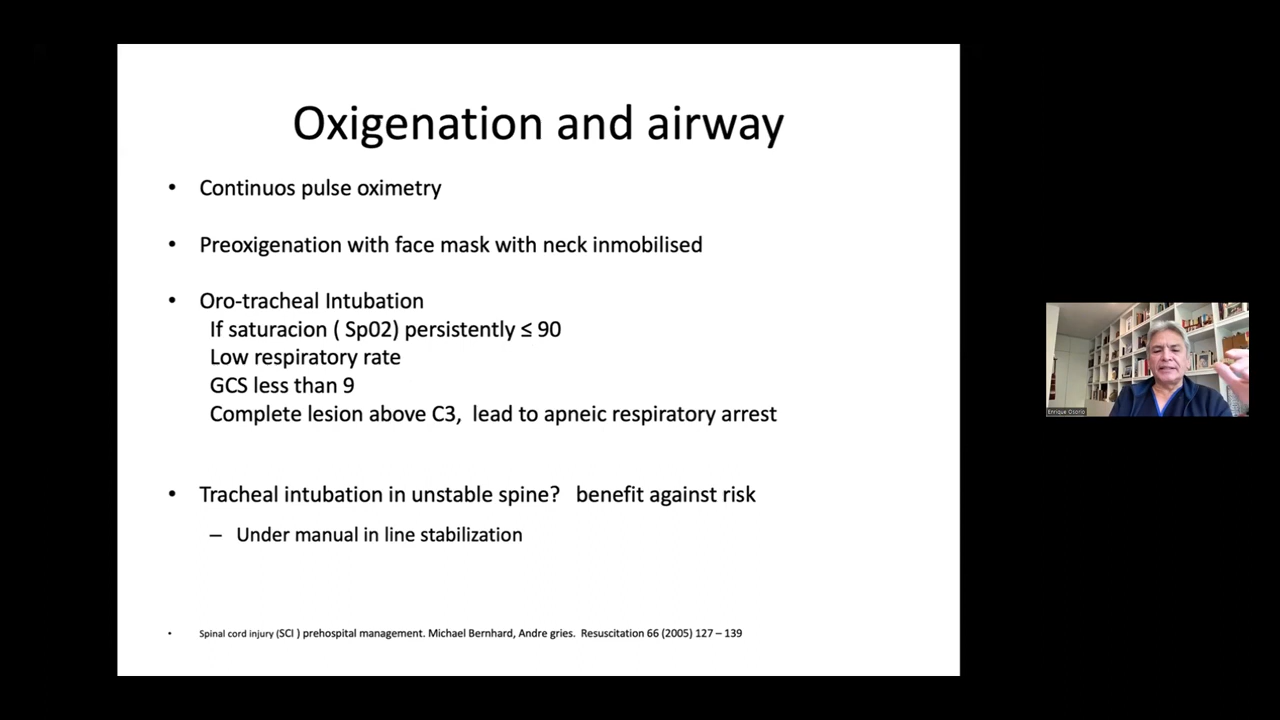 Oxigenation and airway
• Continuos pulse oximetry
• Preoxigenation with face mask with neck inmobilised
• Oro-tracheal Intubation
If saturacion ( Sp02) persistently ≤ 90
Low respiratory rate
GCS less than 9
Complete lesion above C3,  lead to apneic respiratory arrest
• Tracheal intubation in unstable spine?   benefit against risk
– Under manual in line stabilization
• Spinal cord injury (SCI ) prehospital management. Michael Bernhard, Andre gries.  Resuscitation 66 (2005) 127 – 139
Enrique Osorio